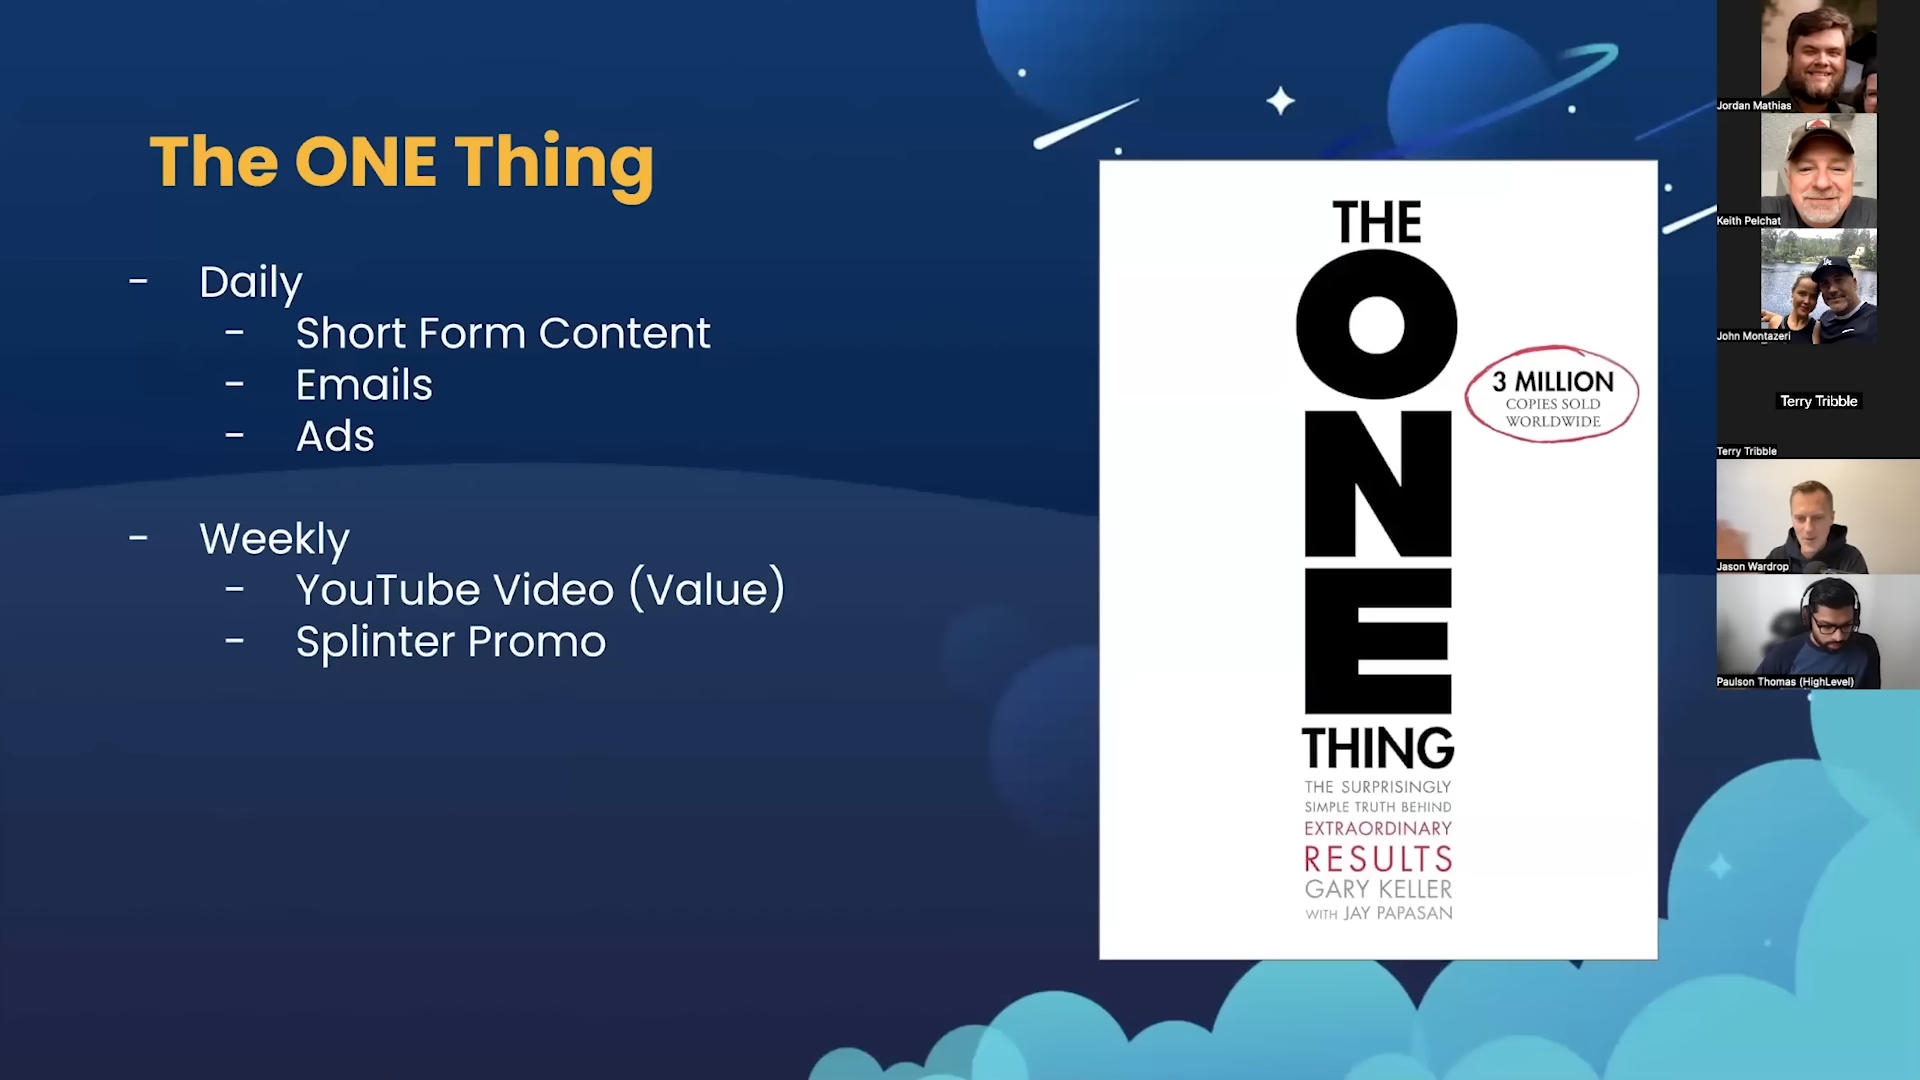 The ONE Thing
- Daily
- Short Form Content
- Emails
- Ads
- Weekly
- YouTube Video (Value)
- Splinter Promo
THE
ONE
THING
3 MILLION
COPIES SOLD
WORLDWIDE
THE SURPRISINGLY
SIMPLE TRUTH BEHIND
EXTRAORDINARY
RESULTS
GARY KELLER
WITH JAY PAPASAN
Jordan Mathias
Keith Pelchat
LA
John Montazeri
Terry Tribble
Terry Tribble
Jason Wardrop
Paulson Thomas (HighLevel)